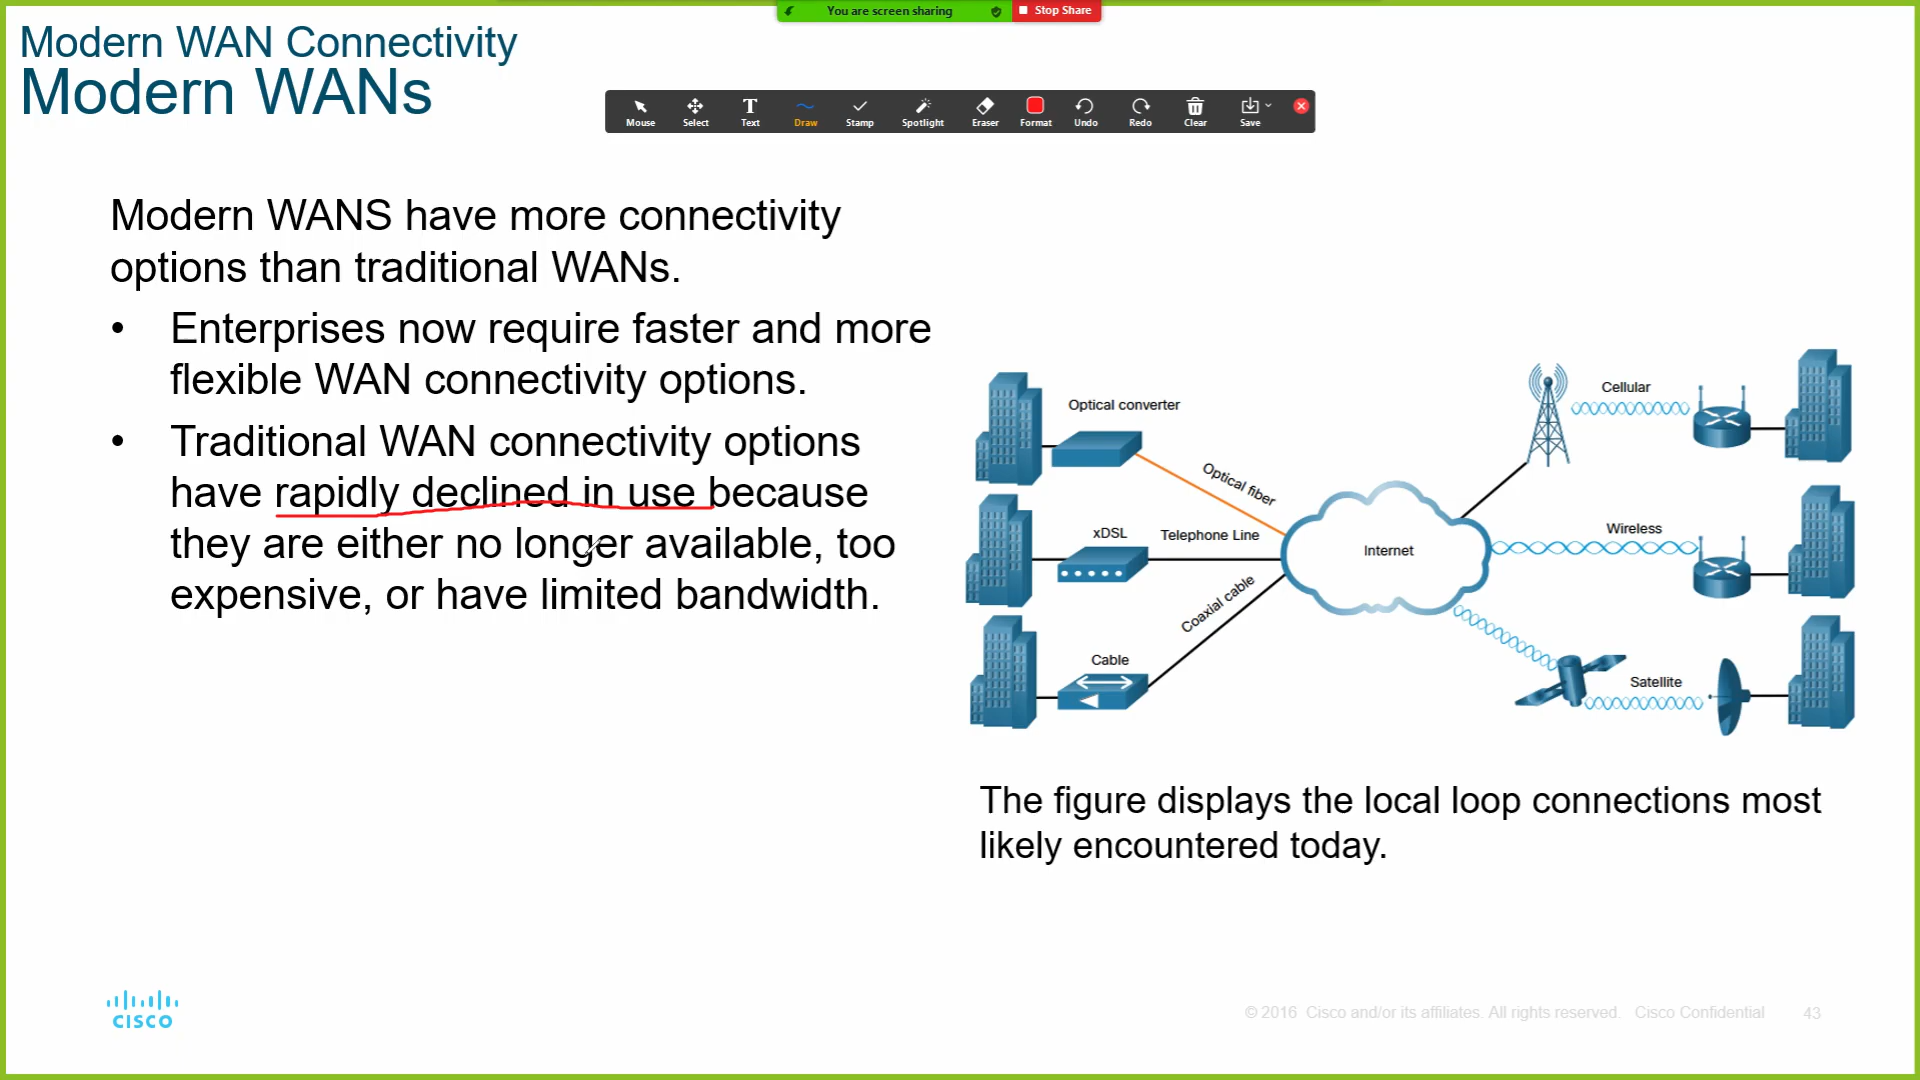 You are screen sharing Stop Share
Modern WAN Connectivity
Modern WANs
Mouse Select Text Draw Stamp Spotlight Eraser Format Undo Redo Clear Save
Modern WANS have more connectivity
options than traditional WANs.
• Enterprises now require faster and more
flexible WAN connectivity options.
• Traditional WAN connectivity options
have rapidly declined in use because
they are either no longer available, too
expensive, or have limited bandwidth.
Optical converter
Optical fiber
xDSL
Telephone Line
Coaxial cable
Cable
Internet
Cellular
Wireless
Satellite
The figure displays the local loop connections most
likely encountered today.
CISCO
© 2016 Cisco and/or its affiliates. All rights reserved. Cisco Confidential 43